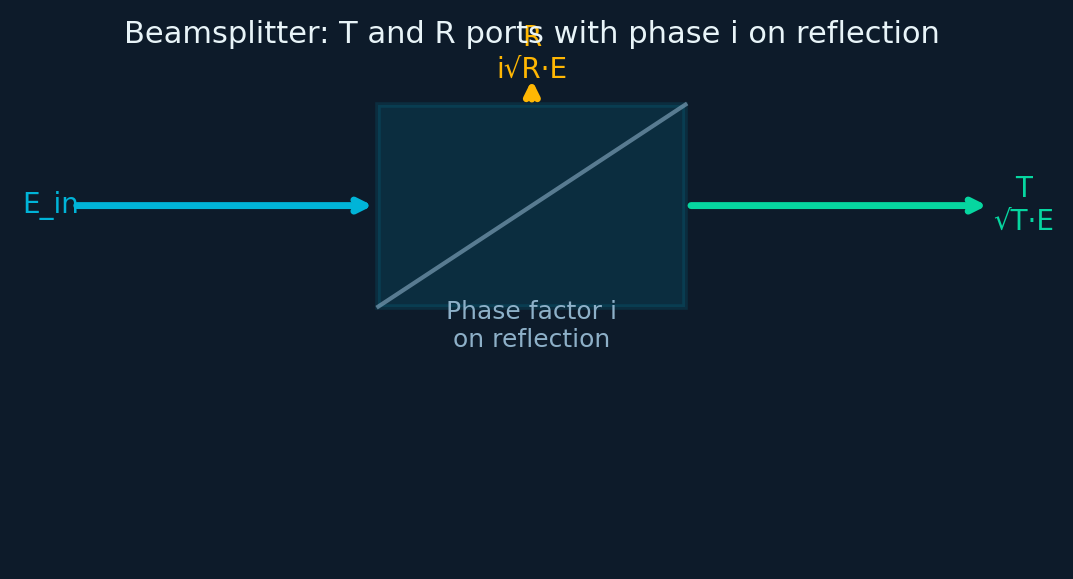 Beamsplitter: T and R ports with phase i on reflection
R
i√R·E
E_in
T
√T·E
Phase factor i
on reflection